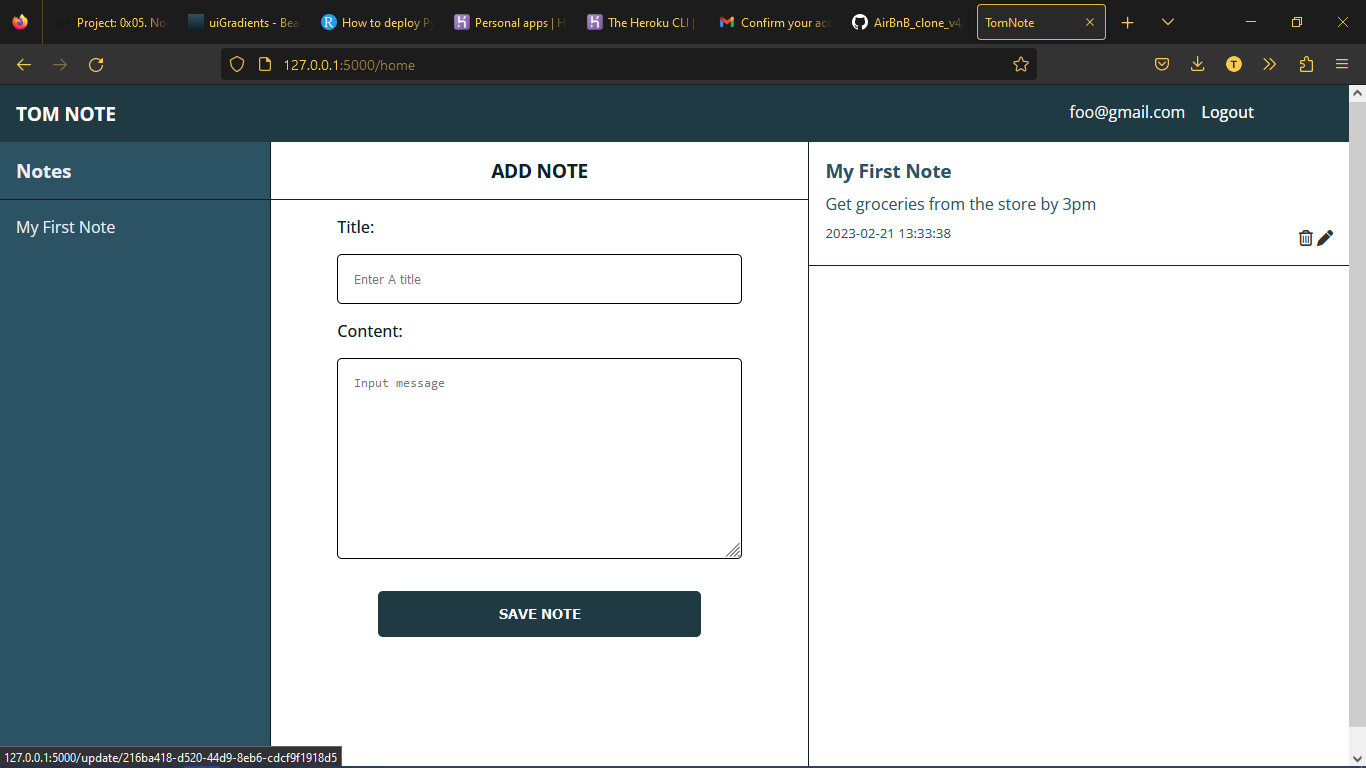 Project: 0x05. No
uiGradients - Bea
How to deploy Py
Personal apps | H
The Heroku CLI |
Confirm your acc
AirBnB_clone_v4
TomNote
127.0.0.1:5000/home
T
TOM NOTE
foo@gmail.com Logout
Notes
My First Note
ADD NOTE
Title:
Enter A title
Content:
Input message
SAVE NOTE
My First Note
Get groceries from the store by 3pm
2023-02-21 13:33:38
127.0.0.1:5000/update/216ba418-d520-44d9-8eb6-cdcf9f1918d5